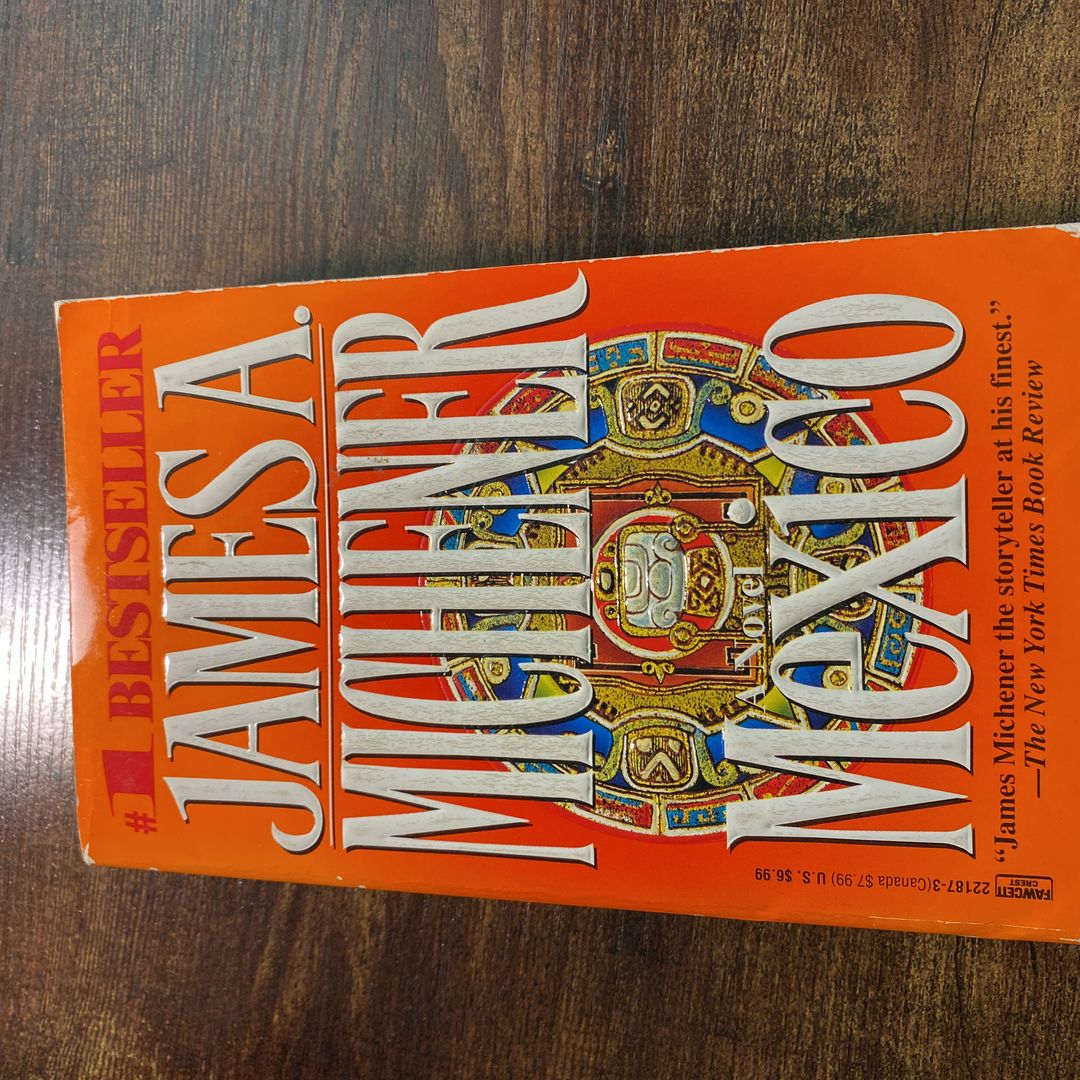 #1 BESTSELLER
JAMES A.
MICHENER
A Novel
MEXICO
“James Michener the storyteller at his finest.”
—The New York Times Book Review
22187-3 (Canada $7.99) U.S. $6.99
FAWCETT
CREST